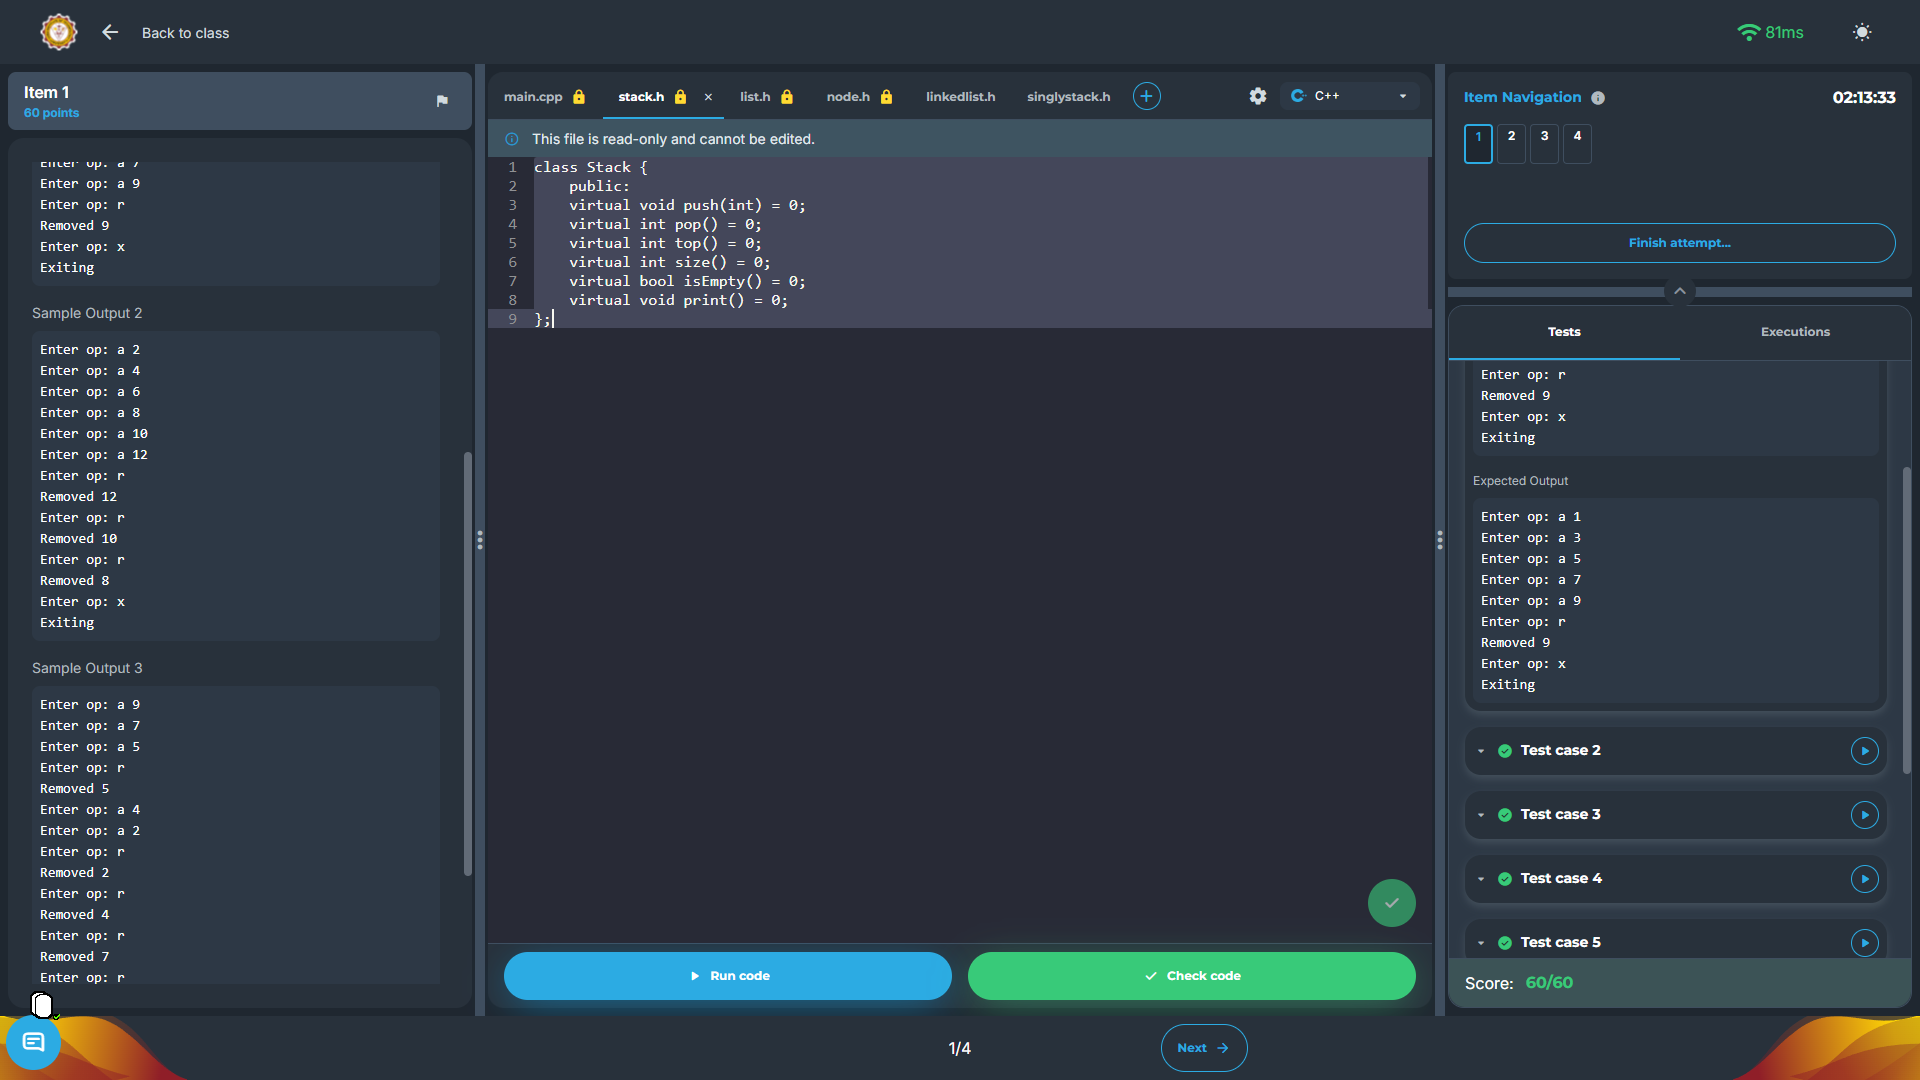 Back to class
81ms
Item 1
60 points
Enter op: a 7
Enter op: a 9
Enter op: r
Removed 9
Enter op: x
Exiting
Sample Output 2
Enter op: a 2
Enter op: a 4
Enter op: a 6
Enter op: a 8
Enter op: a 10
Enter op: a 12
Enter op: r
Removed 12
Enter op: r
Removed 10
Enter op: r
Removed 8
Enter op: x
Exiting
Sample Output 3
Enter op: a 9
Enter op: a 7
Enter op: a 5
Enter op: r
Removed 5
Enter op: a 4
Enter op: a 2
Enter op: r
Removed 2
Enter op: r
Removed 4
Enter op: r
Removed 7
Enter op: r
main.cpp stack.h list.h node.h linkedlist.h singlystack.h C++
This file is read-only and cannot be edited.
1 class Stack {
2 public:
3 virtual void push(int) = 0;
4 virtual int pop() = 0;
5 virtual int top() = 0;
6 virtual int size() = 0;
7 virtual bool isEmpty() = 0;
8 virtual void print() = 0;
9 };
Run code
Check code
Item Navigation
02:13:33
1 2 3 4
Finish attempt...
Tests Executions
Enter op: r
Removed 9
Enter op: x
Exiting
Expected Output
Enter op: a 1
Enter op: a 3
Enter op: a 5
Enter op: a 7
Enter op: a 9
Enter op: r
Removed 9
Enter op: x
Exiting
Test case 2
Test case 3
Test case 4
Test case 5
Score: 60/60
1/4
Next